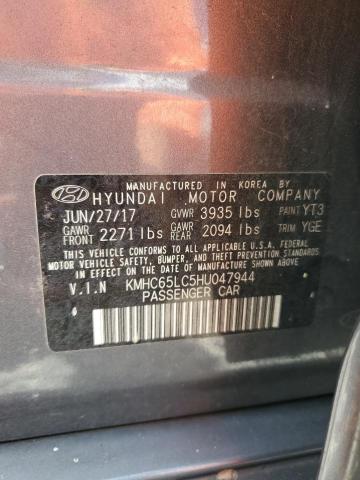 MANUFACTURED IN KOREA BY
HYUNDAI MOTOR COMPANY
JUN/27/17 GVWR 3935 lbs PAINT YT3
GAWR FRONT 2271 lbs GAWR REAR 2094 lbs TRIM YGE
THIS VEHICLE CONFORMS TO ALL APPLICABLE U.S.A. FEDERAL
MOTOR VEHICLE SAFETY, BUMPER, AND THEFT PREVENTION STANDARDS
IN EFFECT ON THE DATE OF MANUFACTURE SHOWN ABOVE.
V.I.N KMHC65LC5HU047944
PASSENGER CAR